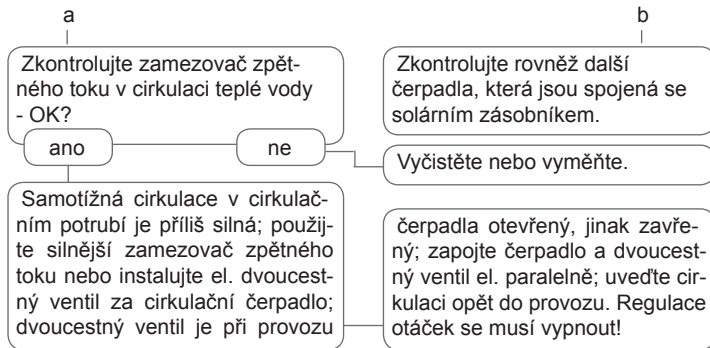 a
Zkontrolujte zamezovač zpět-
ného toku v cirkulaci teplé vody
- OK?
ano
ne
Samotížná cirkulace v cirkulač-
ním potrubí je příliš silná; použij-
te silnější zamezovač zpětného
toku nebo instalujte el. dvoucest-
ný ventil za cirkulační čerpadlo;
dvoucestný ventil je při provozu
b
Zkontrolujte rovněž další
čerpadla, která jsou spojená se
solárním zásobníkem.
Vyčistěte nebo vyměňte.
čerpadla otevřený, jinak zavře-
ný; zapojte čerpadlo a dvoucest-
ný ventil el. paralelně; uveďte cir-
kulaci opět do provozu. Regulace
otáček se musí vypnout!